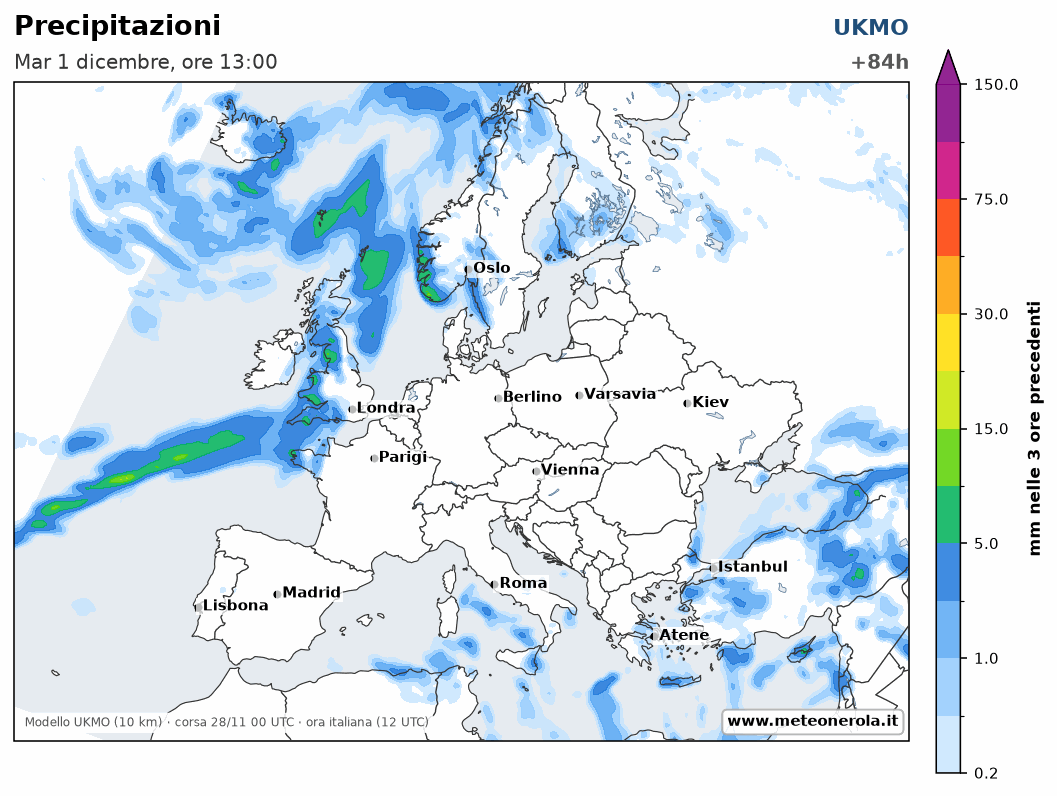 Precipitazioni
UKMO
Mar 1 dicembre, ore 13:00
+84h
150.0
75.0
30.0
15.0
5.0
1.0
0.2
mm nelle 3 ore precedenti
Oslo
Berlino
Varsavia
Kiev
Londra
Parigi
Vienna
Istanbul
Roma
Madrid
Lisbona
Atene
Modello UKMO (10 km) · corsa 28/11 00 UTC · ora italiana (12 UTC)
www.meteonerola.it